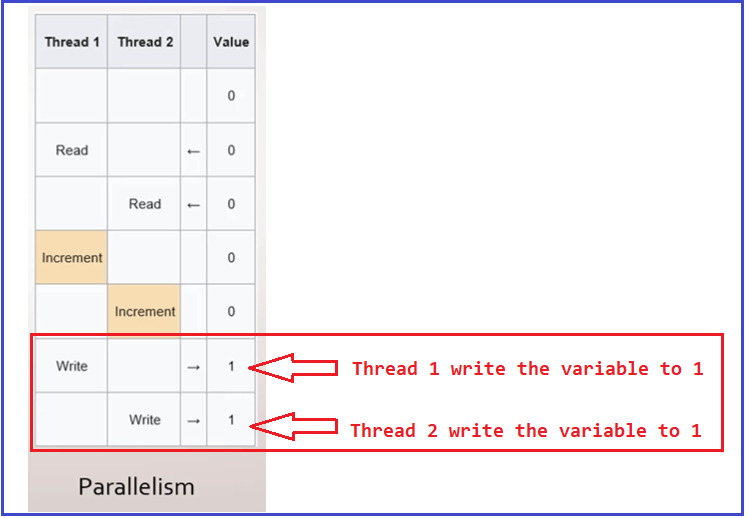 Thread 1 Thread 2 Value
0
Read ← 0
Read ← 0
Increment 0
Increment 0
Write → 1 Thread 1 write the variable to 1
Write → 1 Thread 2 write the variable to 1
Parallelism